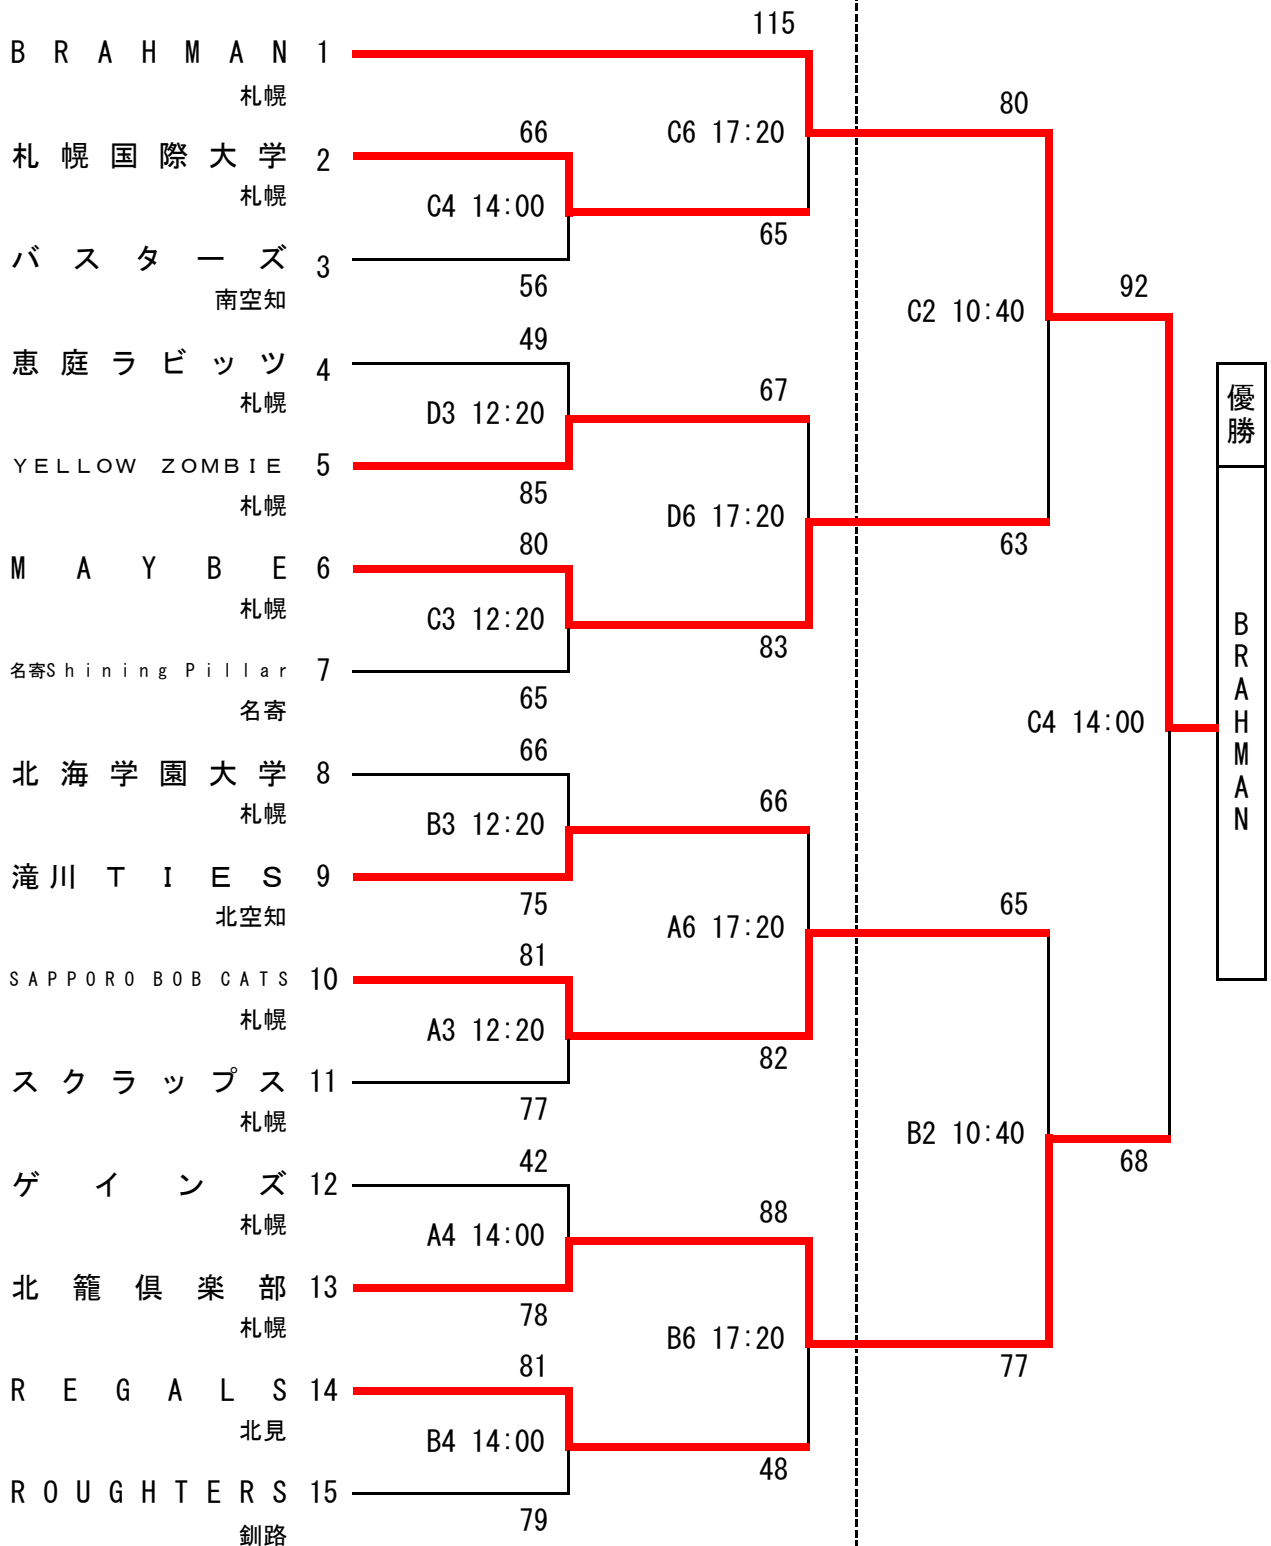 115
BRAHMAN 1
札幌
80
66
C6 17:20
札幌国際大学 2
札幌
C4 14:00
65
バスターズ 3
南空知
56
92
C2 10:40
49
恵庭ラビッツ 4
札幌
67
D3 12:20
優勝
YELLOW ZOMBIE 5
札幌
85
D6 17:20
80
63
MAYBE 6
札幌
C3 12:20
83
BRAHMAN
名寄Shining Pillar 7
名寄
65
C4 14:00
66
北海学園大学 8
札幌
66
B3 12:20
滝川TIES 9
北空知
75
65
A6 17:20
81
SAPPORO BOB CATS 10
札幌
A3 12:20
82
スクラップス 11
札幌
77
B2 10:40
42
68
ゲインズ 12
札幌
88
A4 14:00
北籠倶楽部 13
札幌
78
B6 17:20
81
77
REGALS 14
北見
B4 14:00
48
ROUGHTERS 15
釧路
79